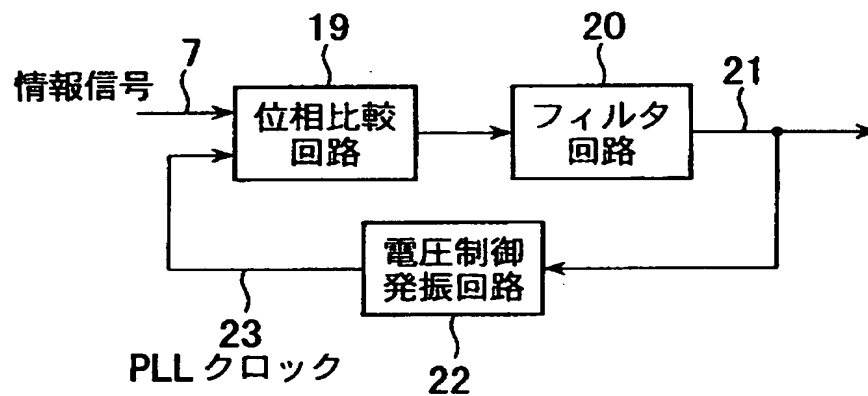 19
20
7
21
情報信号
位相比較
回路
フィルタ
回路
電圧制御
発振回路
23
PLL クロック
22